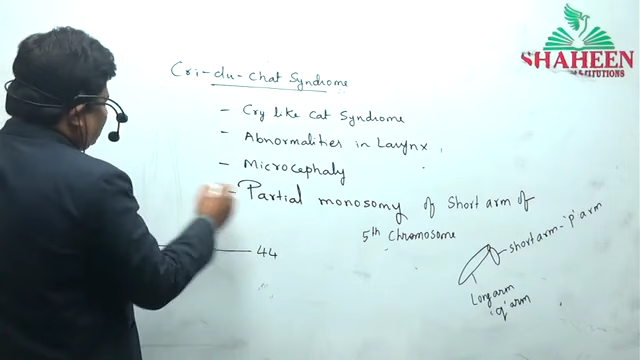 SHAHEEN
Cri-du-Chat Syndrome
- Cry like Cat Syndrome
- Abnormalities in Larynx
- Microcephaly
- Partial monosomy of Short arm of
5th Chromosome
short arm - 'p' arm
44
Long arm
'q' arm